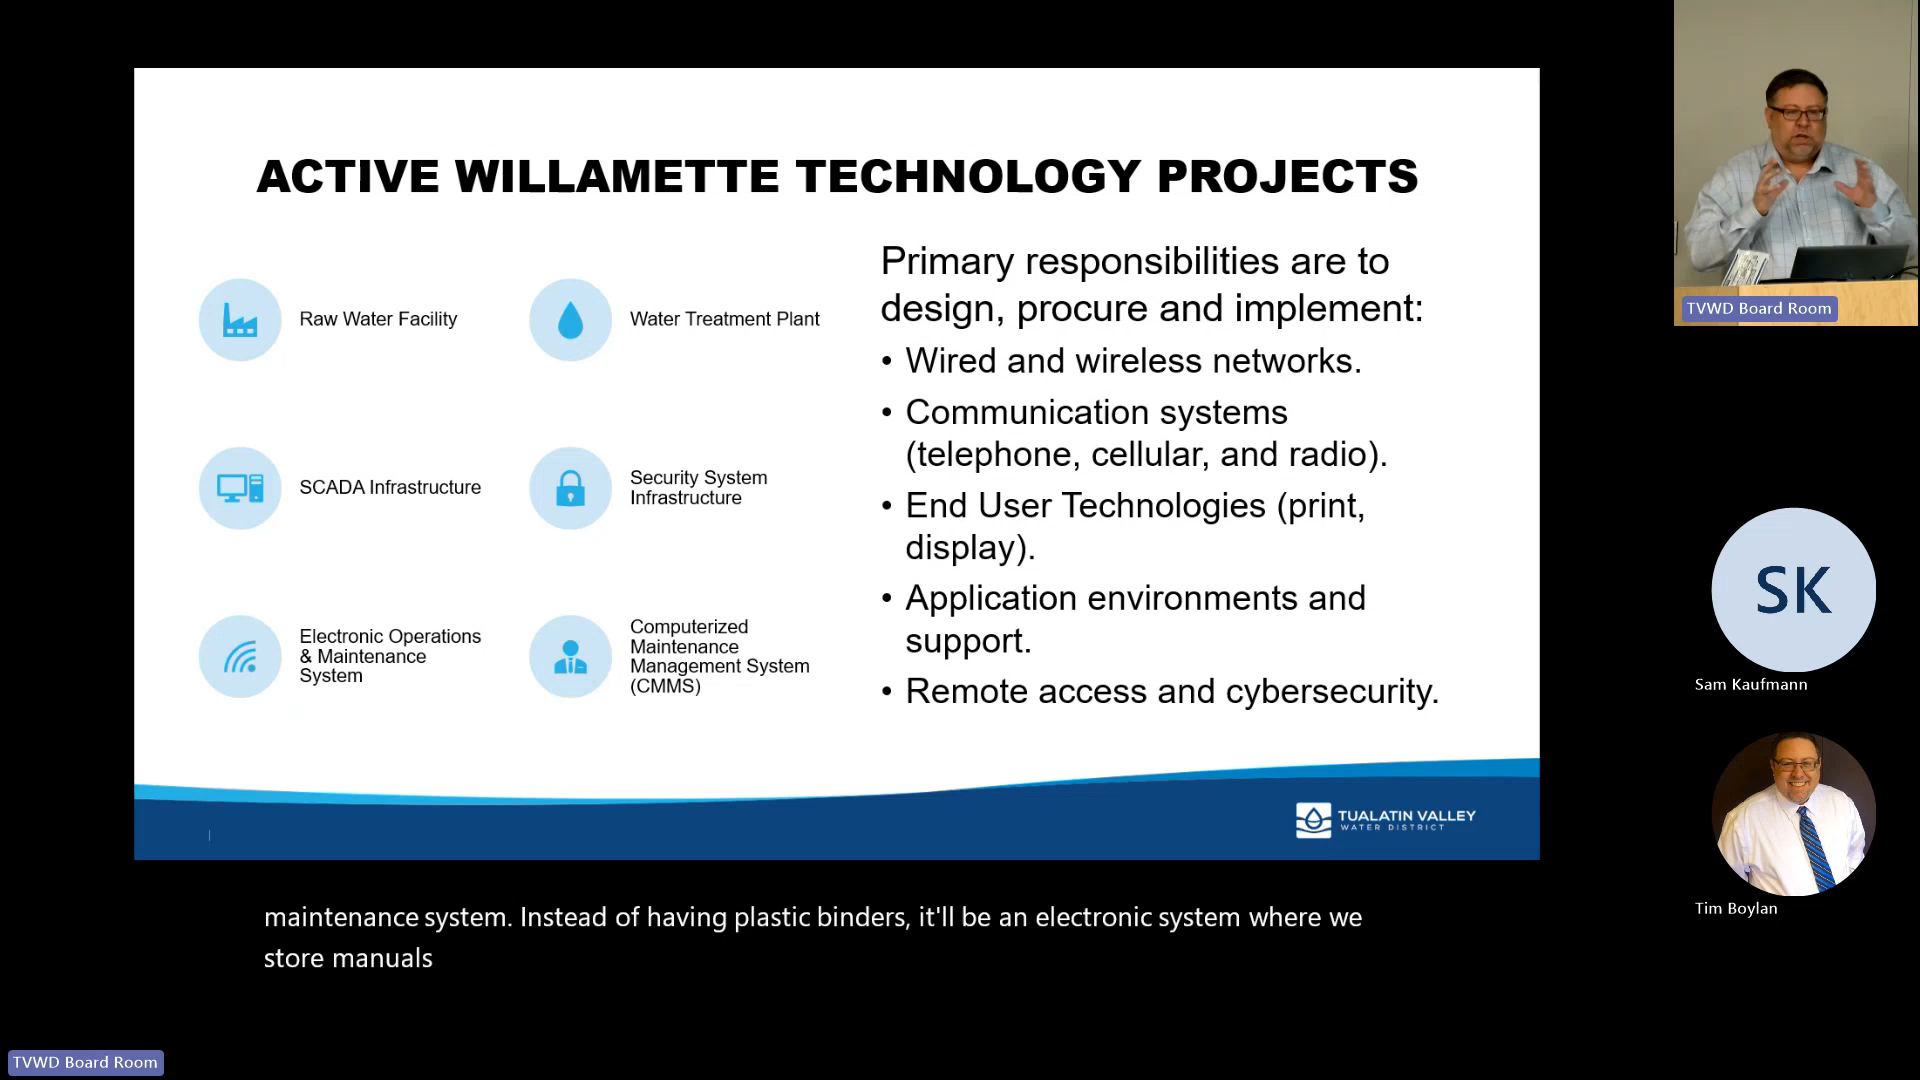 ACTIVE WILLAMETTE TECHNOLOGY PROJECTS
Raw Water Facility
Water Treatment Plant
SCADA Infrastructure
Security System
Infrastructure
Electronic Operations
& Maintenance
System
Computerized
Maintenance
Management System
(CMMS)
Primary responsibilities are to
design, procure and implement:
• Wired and wireless networks.
• Communication systems
(telephone, cellular, and radio).
• End User Technologies (print,
display).
• Application environments and
support.
• Remote access and cybersecurity.
TUALATIN VALLEY
WATER DISTRICT
TVWD Board Room
SK
Sam Kaufmann
Tim Boylan
maintenance system. Instead of having plastic binders, it'll be an electronic system where we
store manuals
TVWD Board Room